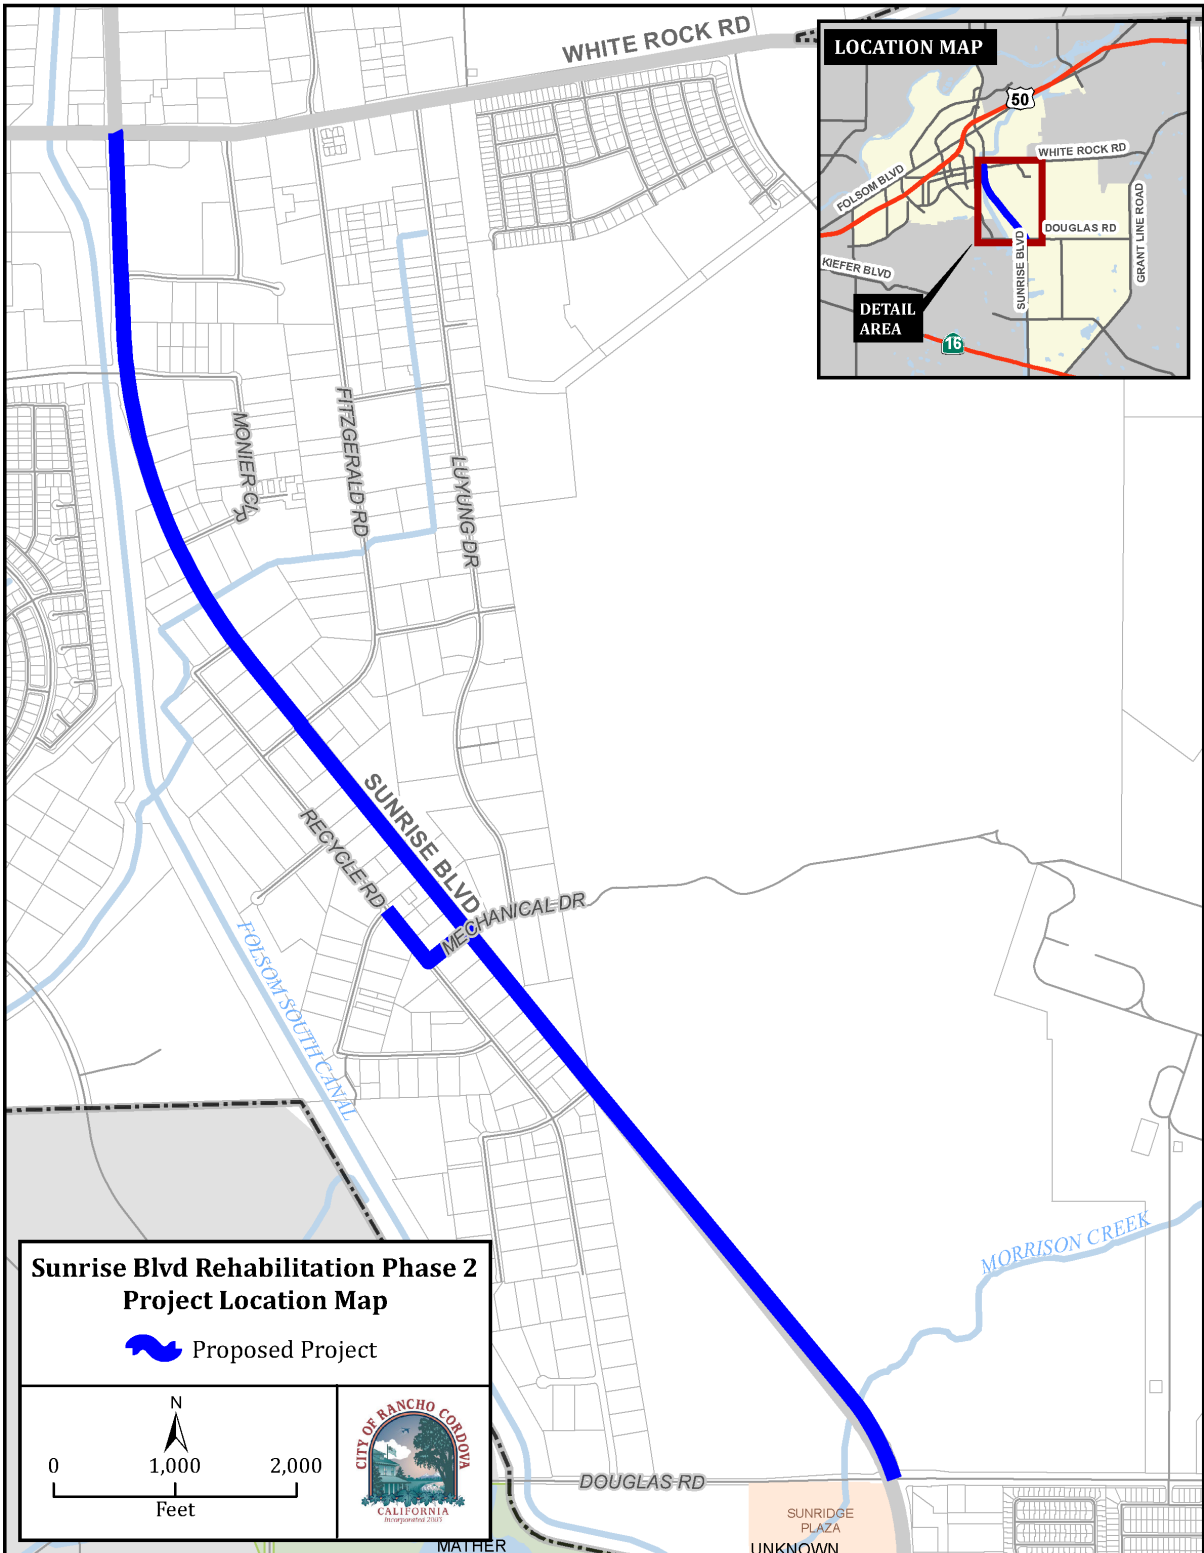 WHITE ROCK RD
LOCATION MAP
50
WHITE ROCK RD
FOLSOM BLVD
GRANT LINE ROAD
DOUGLAS RD
SUNRISE BLVD
KIEFER BLVD
DETAIL
AREA
16
MONIER CIR
FITZGERALD RD
LUYUNG DR
SUNRISE BLVD
RECYCLE RD
MECHANICAL DR
FOLSOM SOUTH CANAL
MORRISON CREEK
Sunrise Blvd Rehabilitation Phase 2
Project Location Map
Proposed Project
N
0 1,000 2,000
Feet
CITY OF RANCHO CORDOVA
CALIFORNIA
Incorporated 2003
DOUGLAS RD
SUNRIDGE
PLAZA
MATHER
UNKNOWN